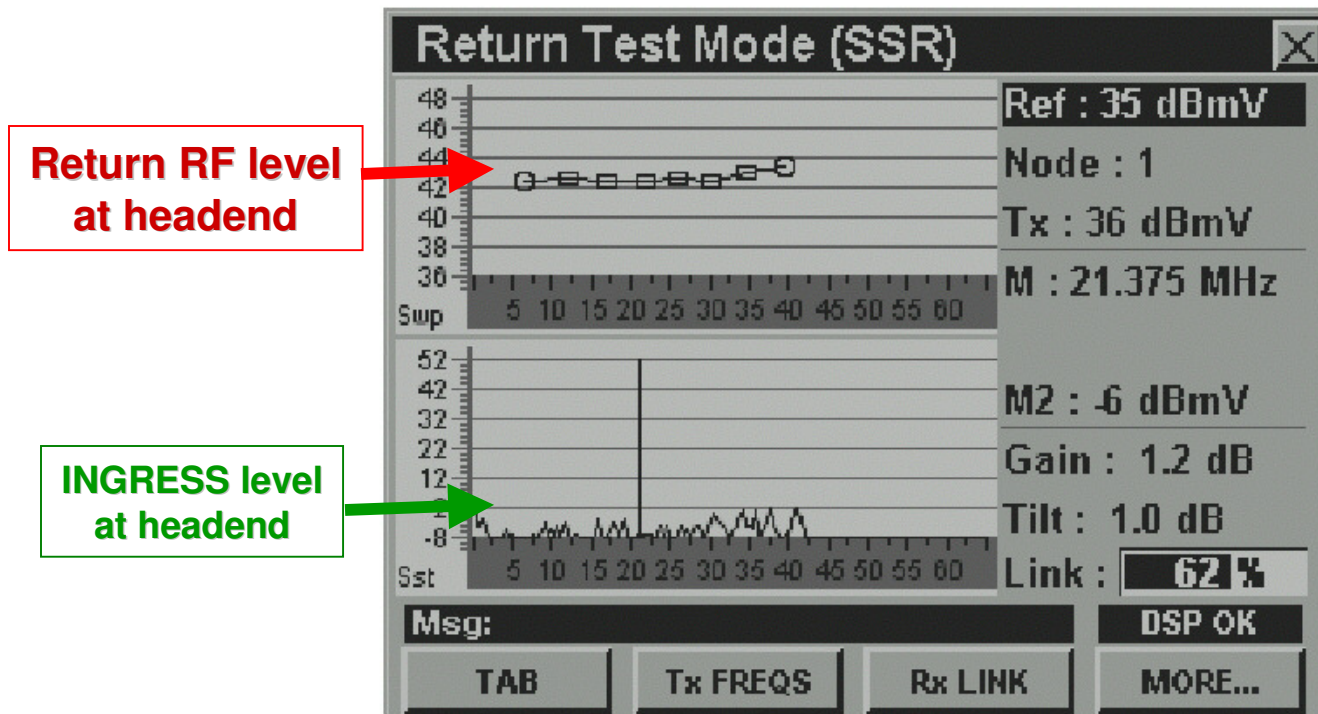 Return Test Mode (SSR)
Return RF level
at headend
48
46
44
42
40
38
36
Swp
5 10 15 20 25 30 35 40 45 50 55 60
Ref : 35 dBmV
Node : 1
Tx : 36 dBmV
M : 21.375 MHz
INGRESS level
at headend
52
42
32
22
12
2
-8
Sst
5 10 15 20 25 30 35 40 45 50 55 60
M2 : -6 dBmV
Gain : 1.2 dB
Tilt : 1.0 dB
Link : 62 %
Msg:
DSP OK
TAB
Tx FREQS
Rx LINK
MORE...